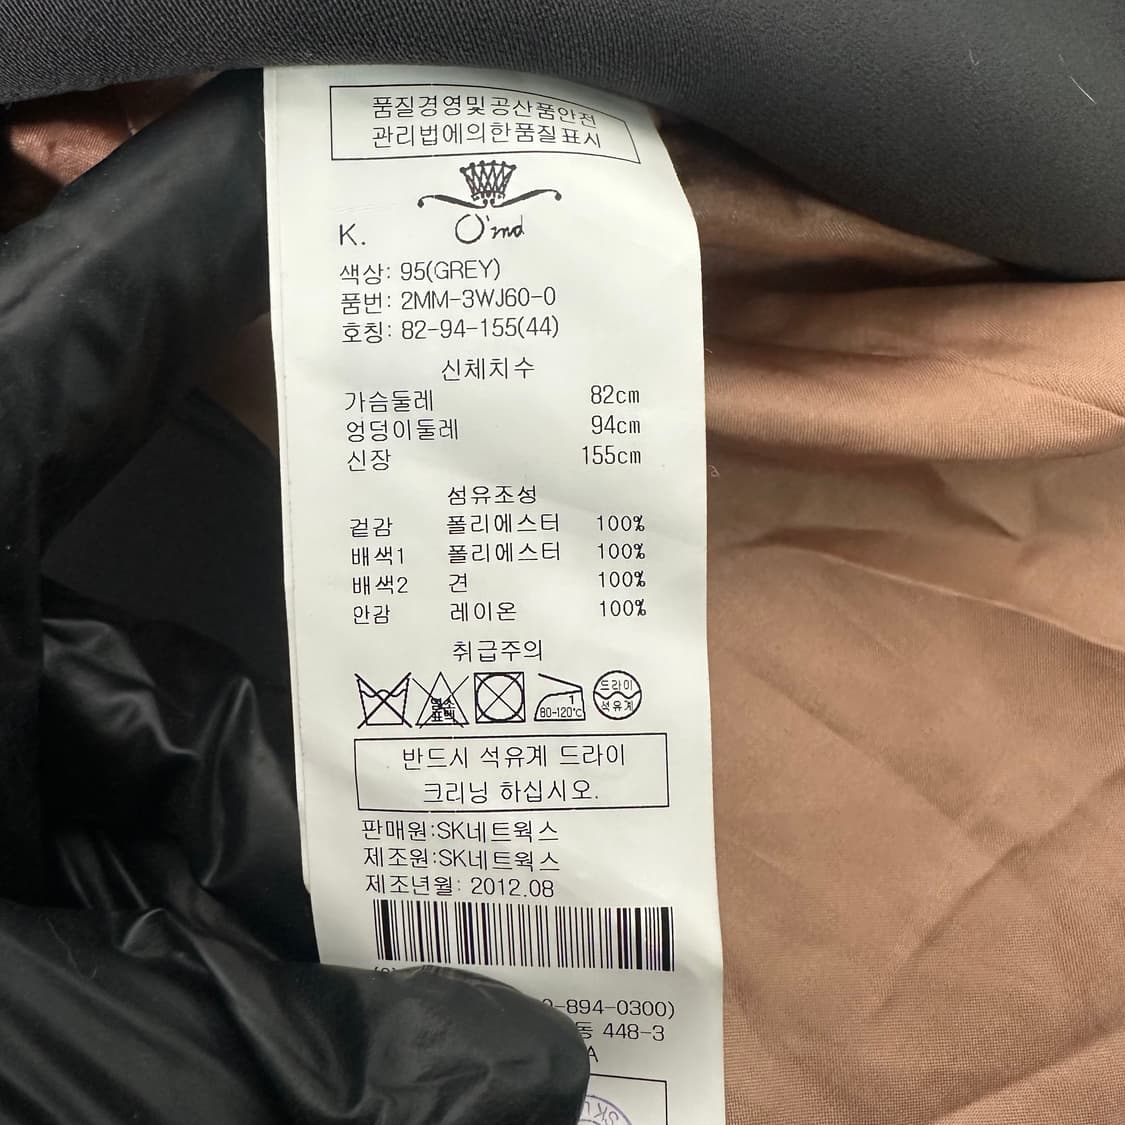 품질경영및공산품안전
관리법에의한품질표시
O'2nd
K.
색상: 95(GREY)
품번: 2MM-3WJ60-0
호칭: 82-94-155(44)
신체치수
가슴둘레 82cm
엉덩이둘레 94cm
신장 155cm
섬유조성
겉감 폴리에스터 100%
배색1 폴리에스터 100%
배색2 견 100%
안감 레이온 100%
취급주의
염소
표백
1
80-120℃
드라이
석유계
반드시 석유계 드라이
크리닝 하십시오.
판매원:SK네트웍스
제조원:SK네트웍스
제조년월: 2012.08
-894-0300)
동 448-3